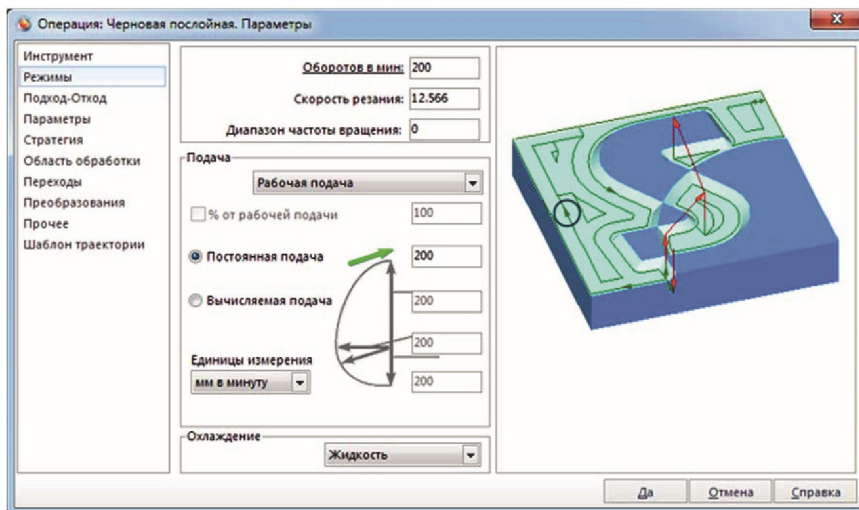 Операция: Черновая послойная. Параметры
Инструмент
Режимы
Подход-Отход
Параметры
Стратегия
Область обработки
Переходы
Преобразования
Прочее
Шаблон траектории
Оборотов в мин: 200
Скорость резания: 12.566
Диапазон частоты вращения: 0
Подача
Рабочая подача
% от рабочей подачи 100
Постоянная подача 200
Вычисляемая подача 200
200
Единицы измерения
мм в минуту 200
Охлаждение
Жидкость
Да Отмена Справка